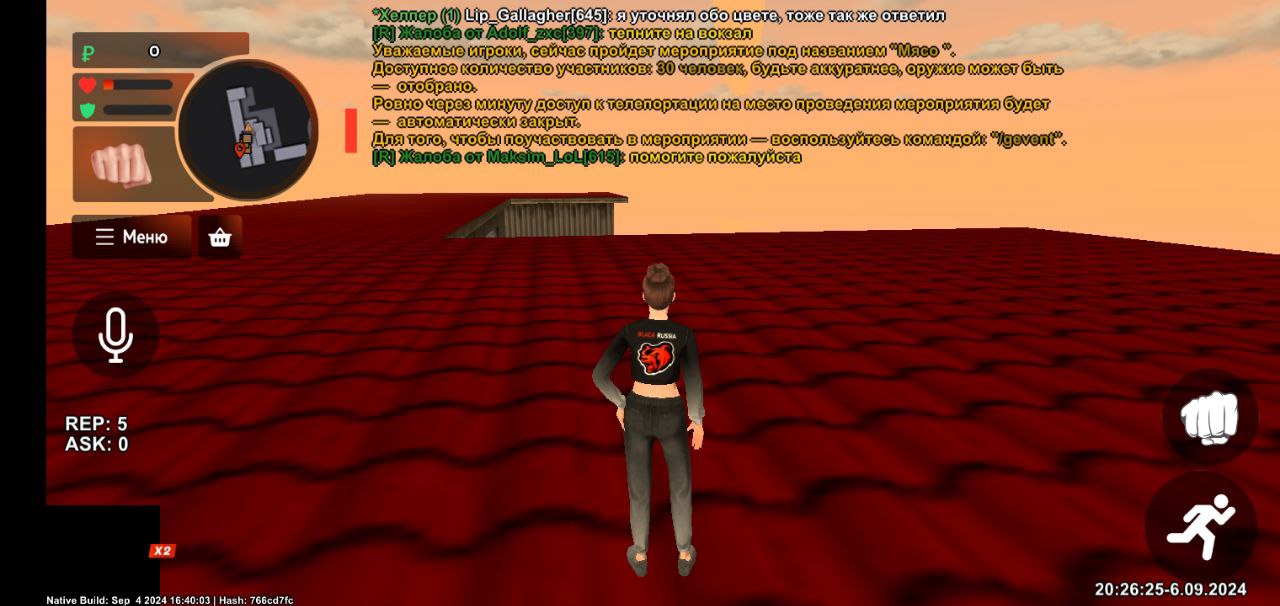 *Хелпер (1) Lip_Gallagher[645]: я уточнял обо цвете, тоже так же ответил
[R] Жалоба от Adolf_zxc[397]: тепните на вокзал
Уважаемые игроки, сейчас пройдет мероприятие под названием "Мясо ".
Доступное количество участников: 30 человек, будьте аккуратнее, оружие может быть
— отобрано.
Ровно через минуту доступ к телепортации на место проведения мероприятия будет
— автоматически закрыт.
Для того, чтобы поучаствовать в мероприятии — воспользуйтесь командой: "/gevent".
[R] Жалоба от Maksim_LoL[615]: помогите пожалуйста
₽ 0
Меню
BLACK RUSSIA
REP: 5
ASK: 0
X2
20:26:25-6.09.2024
Native Build: Sep 4 2024 16:40:03 | Hash: 766cd7fc